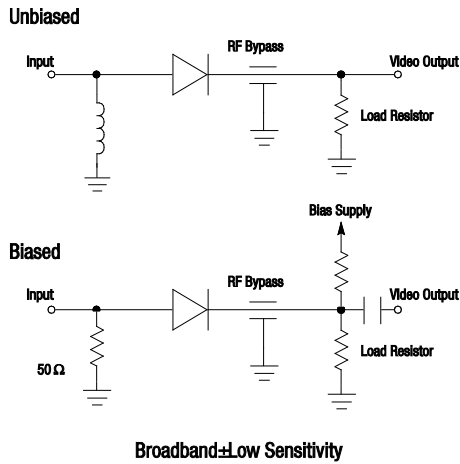 Unbiased
Input
RF Bypass
Video Output
Load Resistor
Bias Supply
Biased
Input
RF Bypass
Video Output
50 Ω
Load Resistor
Broadband±Low Sensitivity